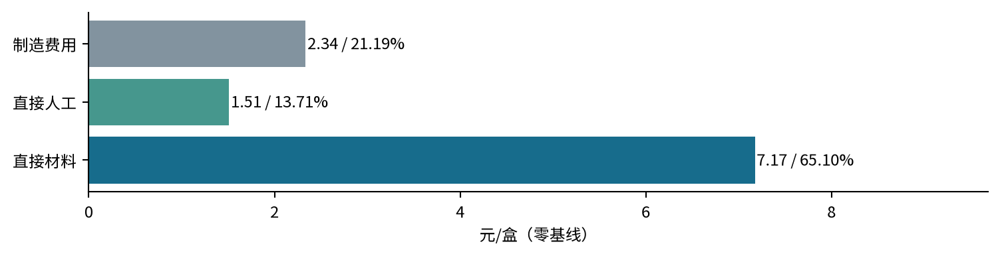 制造费用
2.34 / 21.19%
直接人工
1.51 / 13.71%
直接材料
7.17 / 65.10%
0 2 4 6 8
元/盒（零基线）